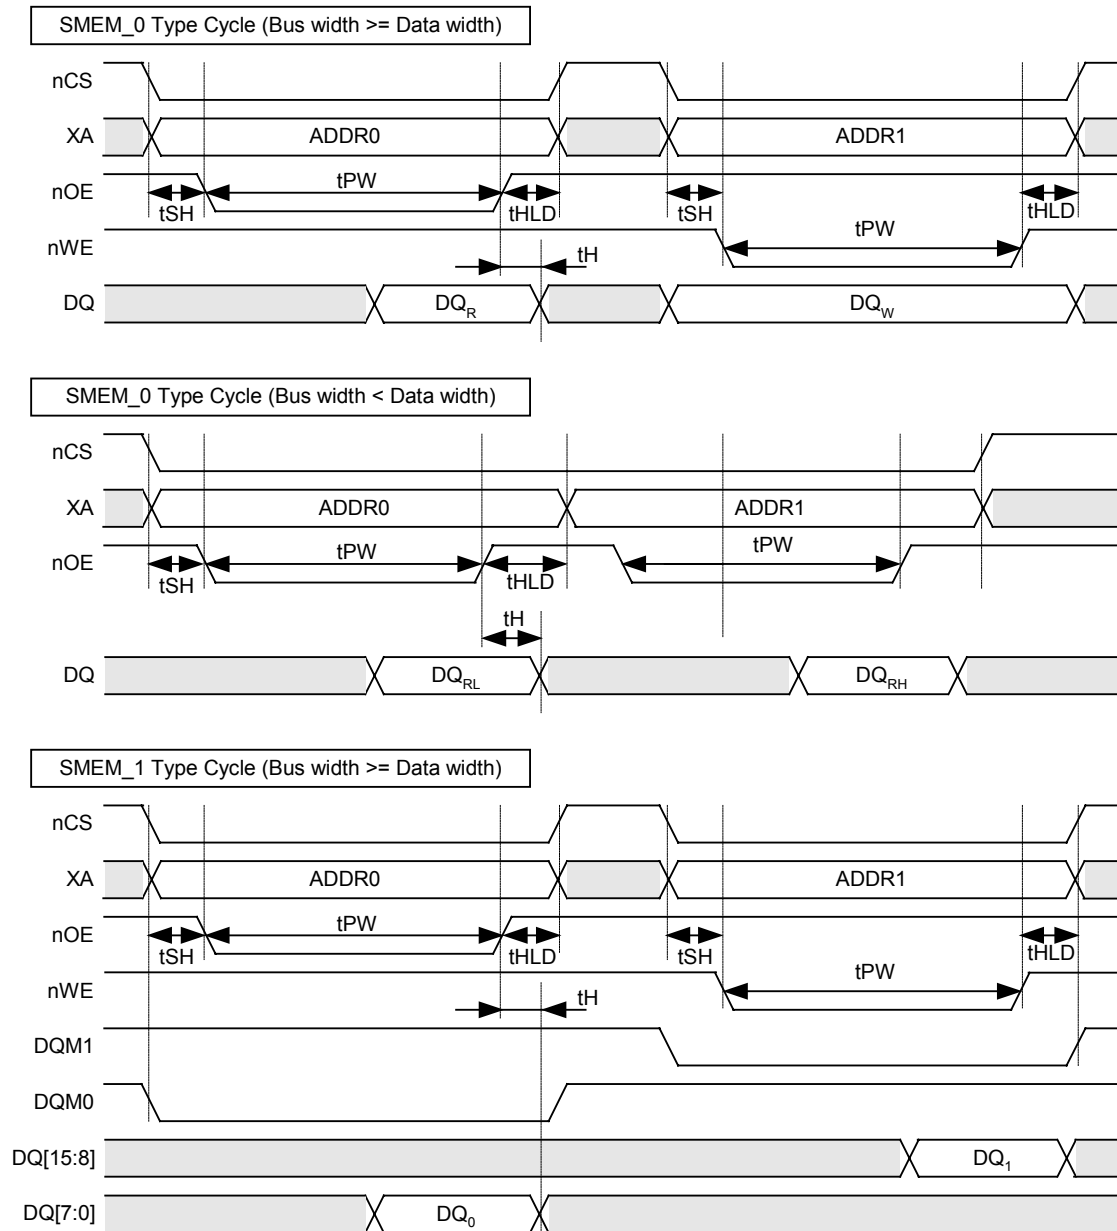 SMEM_0 Type Cycle (Bus width >= Data width)
nCS
XA ADDR0 ADDR1
nOE tSH tPW tHLD tSH tHLD
nWE tPW
tH
DQ DQR DQW
SMEM_0 Type Cycle (Bus width < Data width)
nCS
XA ADDR0 ADDR1
nOE tSH tPW tHLD tPW
tH
DQ DQRL DQRH
SMEM_1 Type Cycle (Bus width >= Data width)
nCS
XA ADDR0 ADDR1
nOE tSH tPW tHLD tSH tHLD
nWE tPW
tH
DQM1
DQM0
DQ[15:8] DQ1
DQ[7:0] DQ0